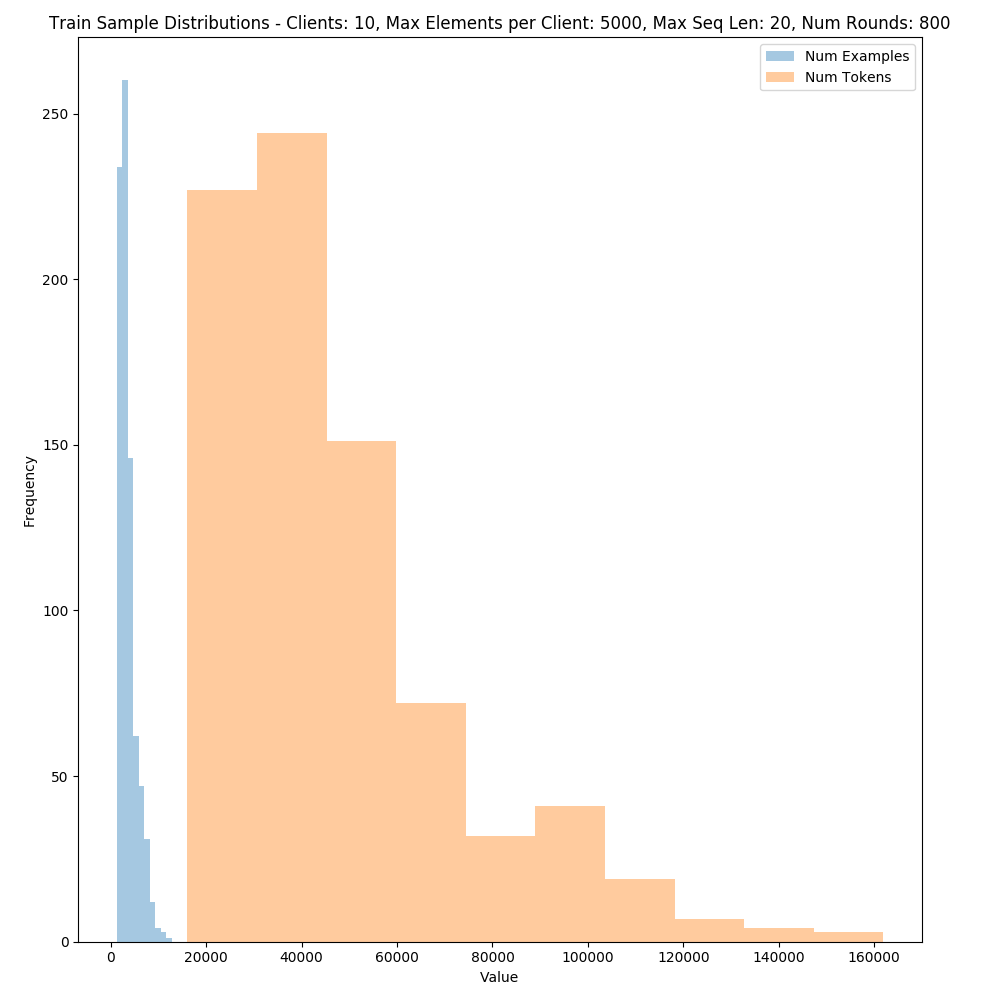 Train Sample Distributions - Clients: 10, Max Elements per Client: 5000, Max Seq Len: 20, Num Rounds: 800
Num Examples
Num Tokens
250
200
150
100
50
0
Frequency
0 20000 40000 60000 80000 100000 120000 140000 160000
Value